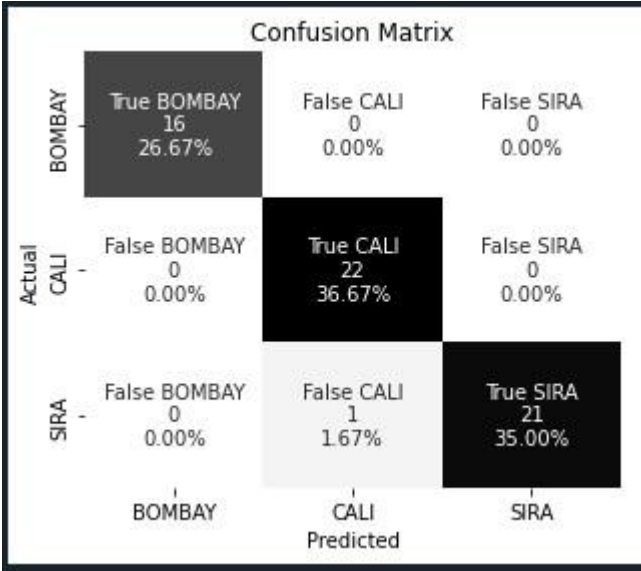 Confusion Matrix
BOMBAY
True BOMBAY
16
26.67%
False CALI
0
0.00%
False SIRA
0
0.00%
Actual
CALI
False BOMBAY
0
0.00%
True CALI
22
36.67%
False SIRA
0
0.00%
SIRA
False BOMBAY
0
0.00%
False CALI
1
1.67%
True SIRA
21
35.00%
BOMBAY
CALI
SIRA
Predicted